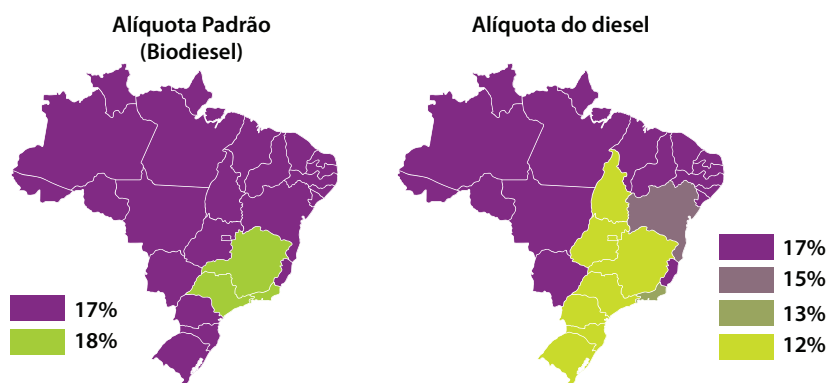 Alíquota Padrão
(Biodiesel)
17%
18%
Alíquota do diesel
17%
15%
13%
12%